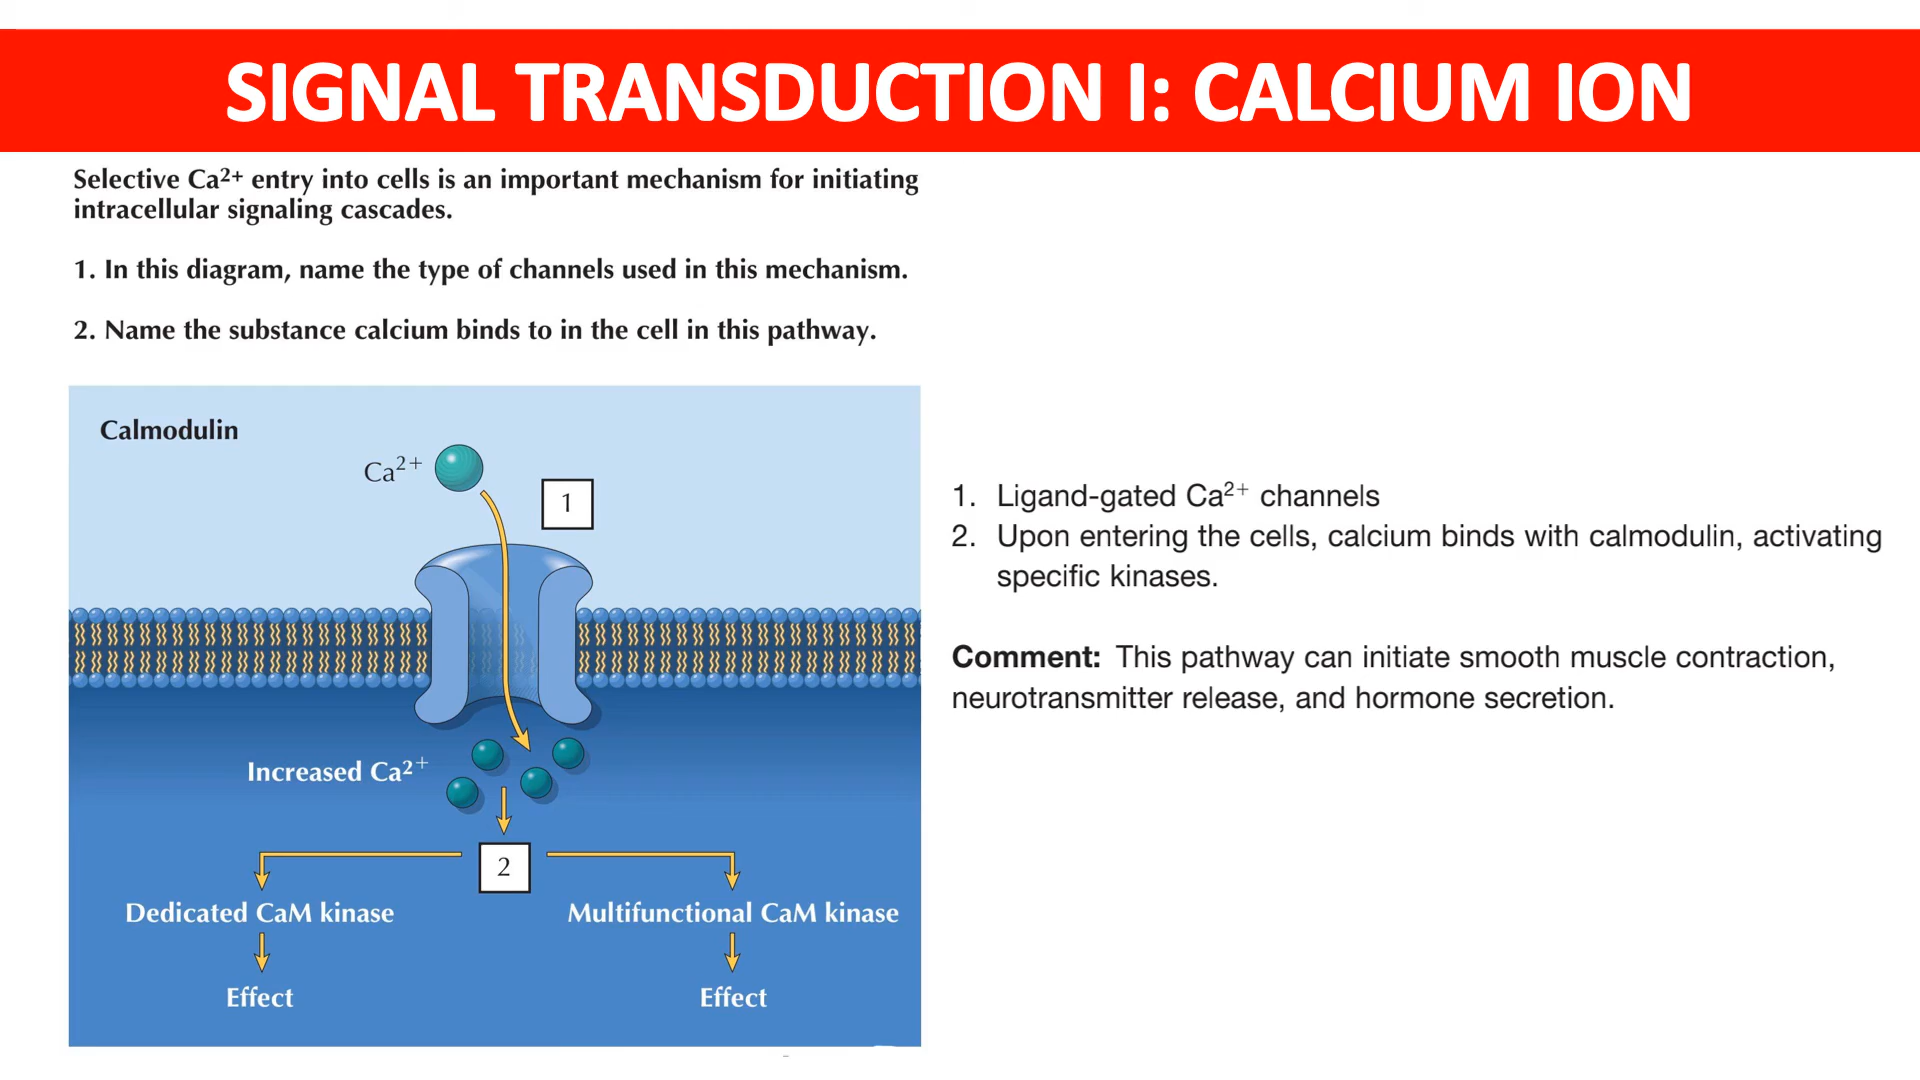 SIGNAL TRANSDUCTION I: CALCIUM ION
Selective Ca²⁺ entry into cells is an important mechanism for initiating
intracellular signaling cascades.
1. In this diagram, name the type of channels used in this mechanism.
2. Name the substance calcium binds to in the cell in this pathway.
Calmodulin
Ca²⁺
1
Increased Ca²⁺
2
Dedicated CaM kinase
Multifunctional CaM kinase
Effect
Effect
1. Ligand-gated Ca²⁺ channels
2. Upon entering the cells, calcium binds with calmodulin, activating
specific kinases.
Comment: This pathway can initiate smooth muscle contraction,
neurotransmitter release, and hormone secretion.